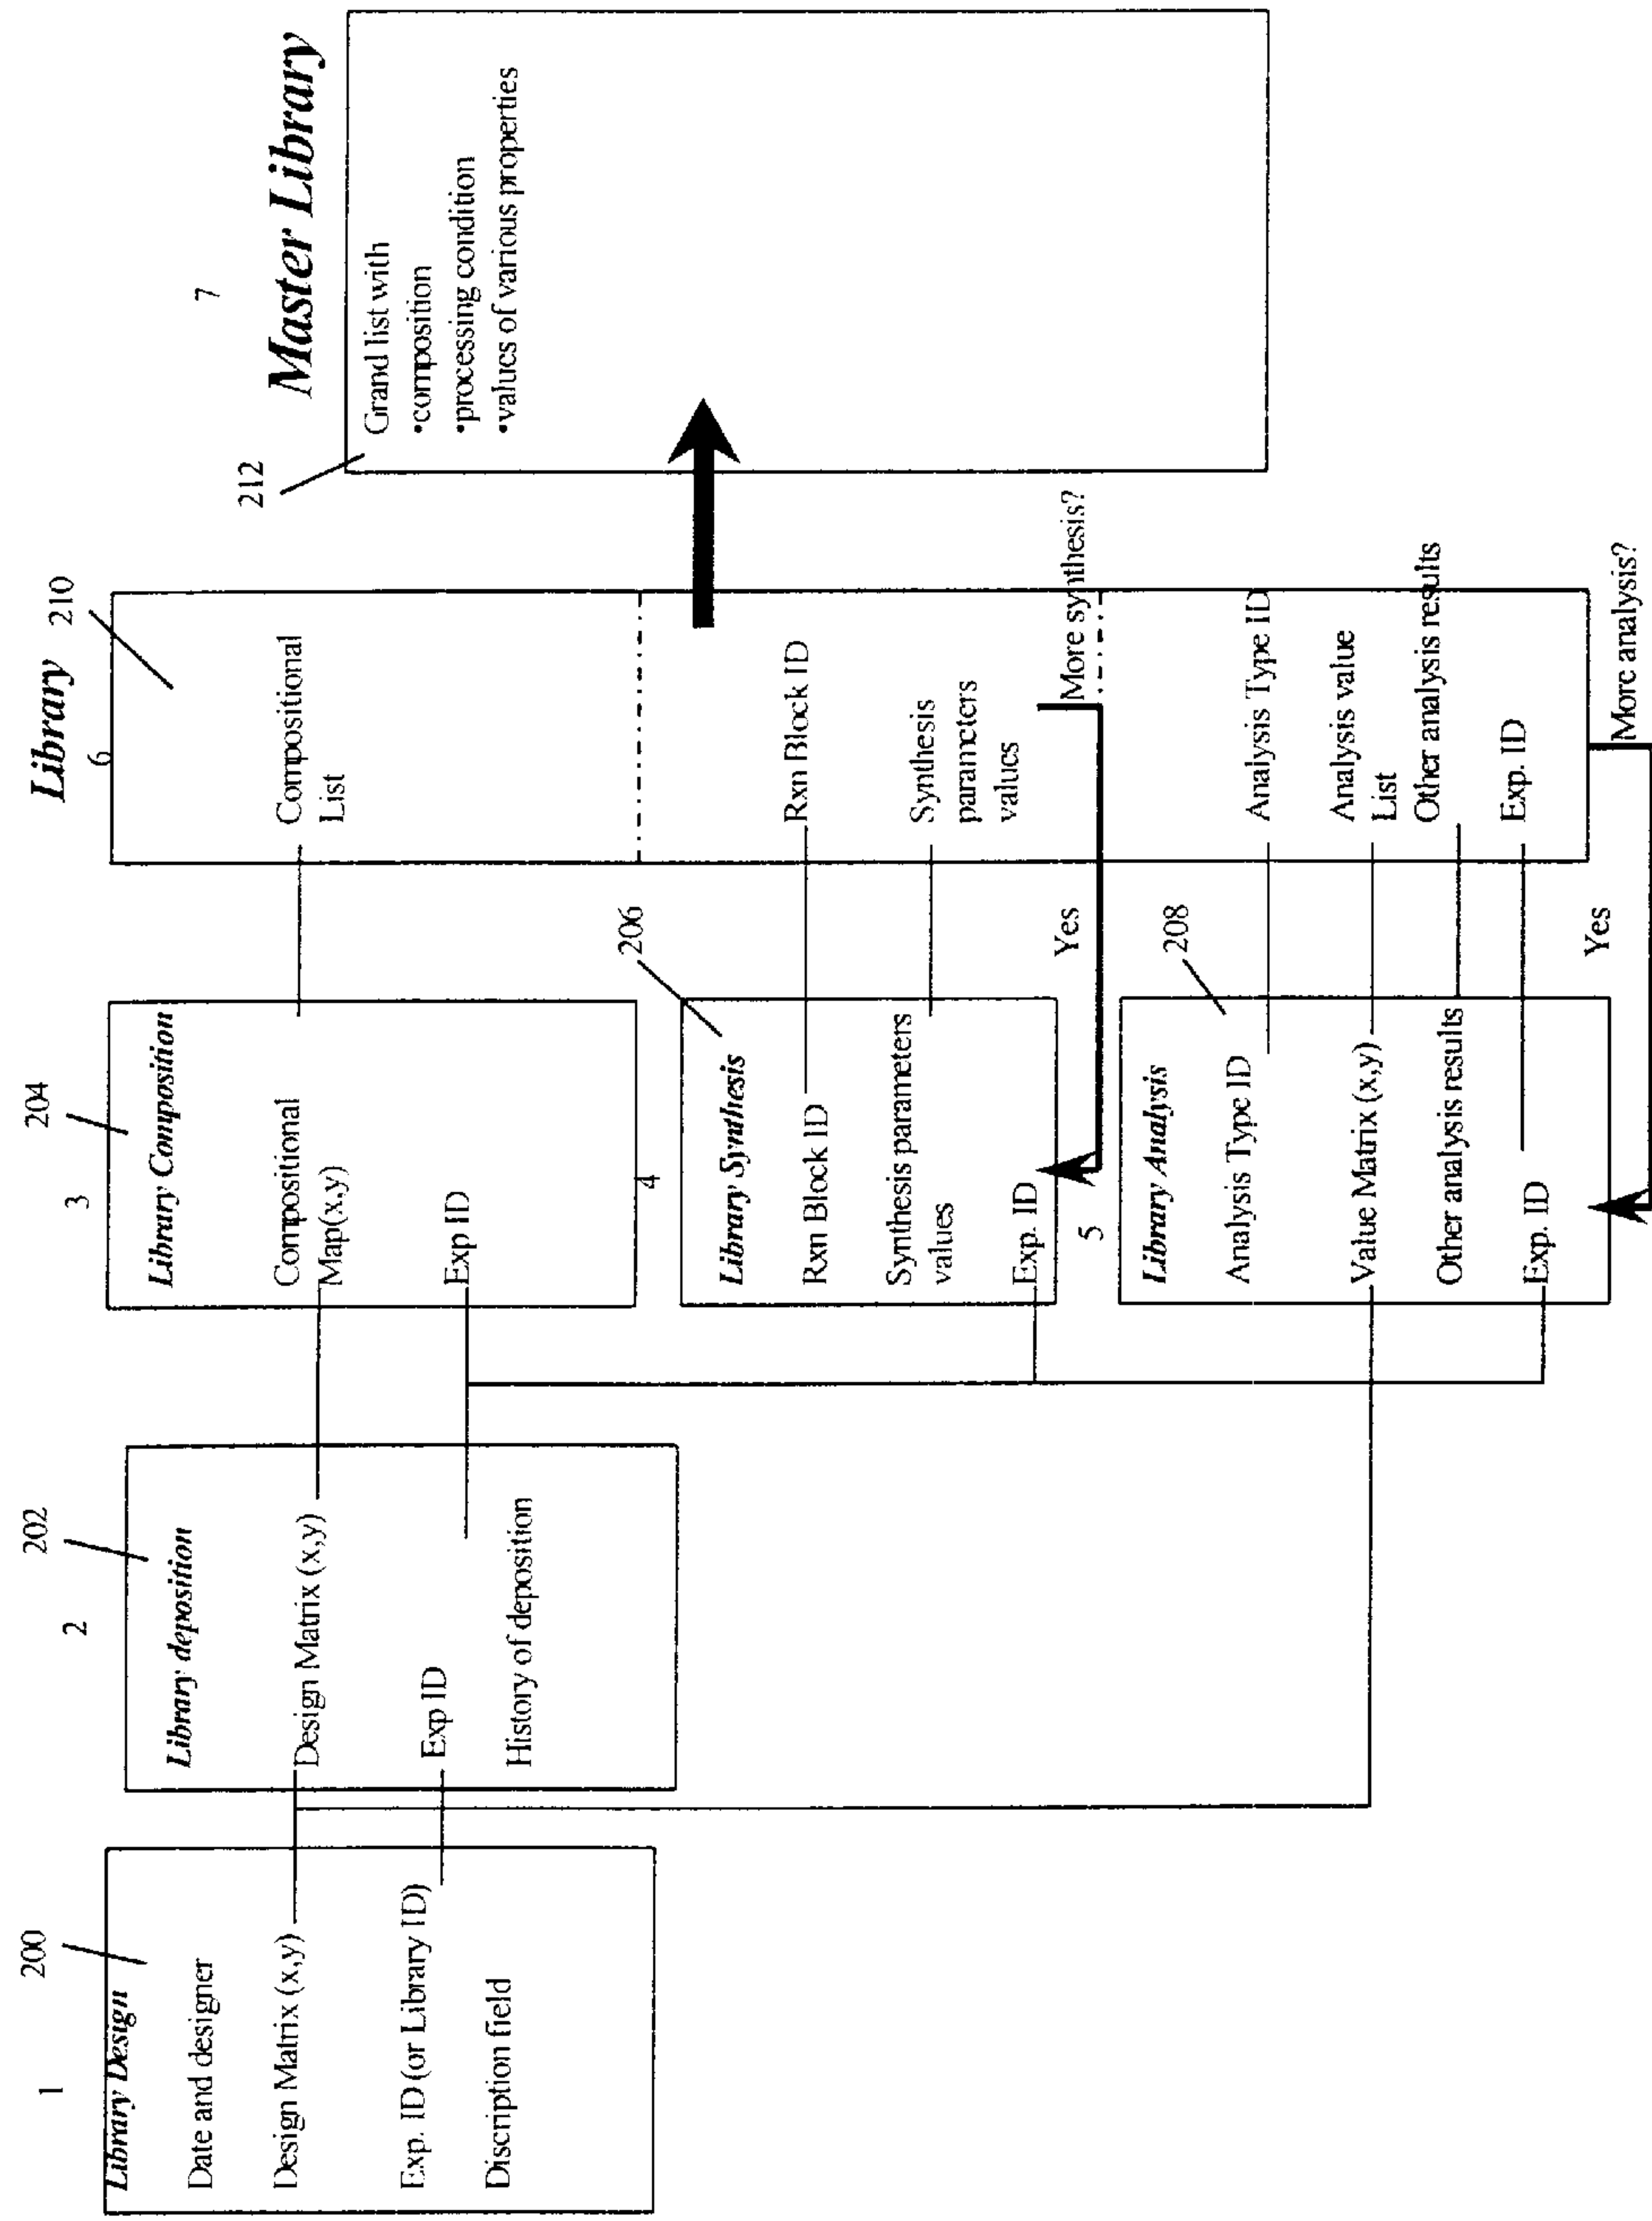 1
200
Library Design
Date and designer
Design Matrix (x,y)
Exp. ID (or Library ID)
Discription field
2
202
Library deposition
Design Matrix (x,y)
Exp ID
History of deposition
3
204
Library Composition
Compositional
Map(x,y)
Exp ID
4
206
Library Synthesis
Rxn Block ID
Synthesis parameters
values
Exp. ID
5
208
Library Analysis
Analysis Type ID
Value Matrix (x,y)
Other analysis results
Exp. ID
Yes
Yes
Library
6
210
Compositional
List
Rxn Block ID
Synthesis
parameters
values
More synthesis?
Analysis Type ID
Analysis value
List
Other analysis results
Exp. ID
More analysis?
7
Master Library
212
Grand list with
•composition
•processing condition
•values of various properties